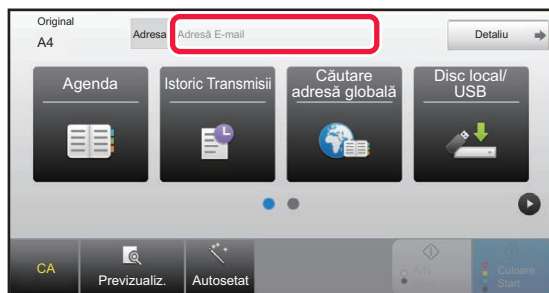 Original
A4
Adresa
Adresă E-mail
Detaliu
Agenda
Istoric Transmisii
Căutare
adresă globală
Disc local/
USB
CA
Previzualiz.
Autosetat
A/N
Start
Culoare
Start